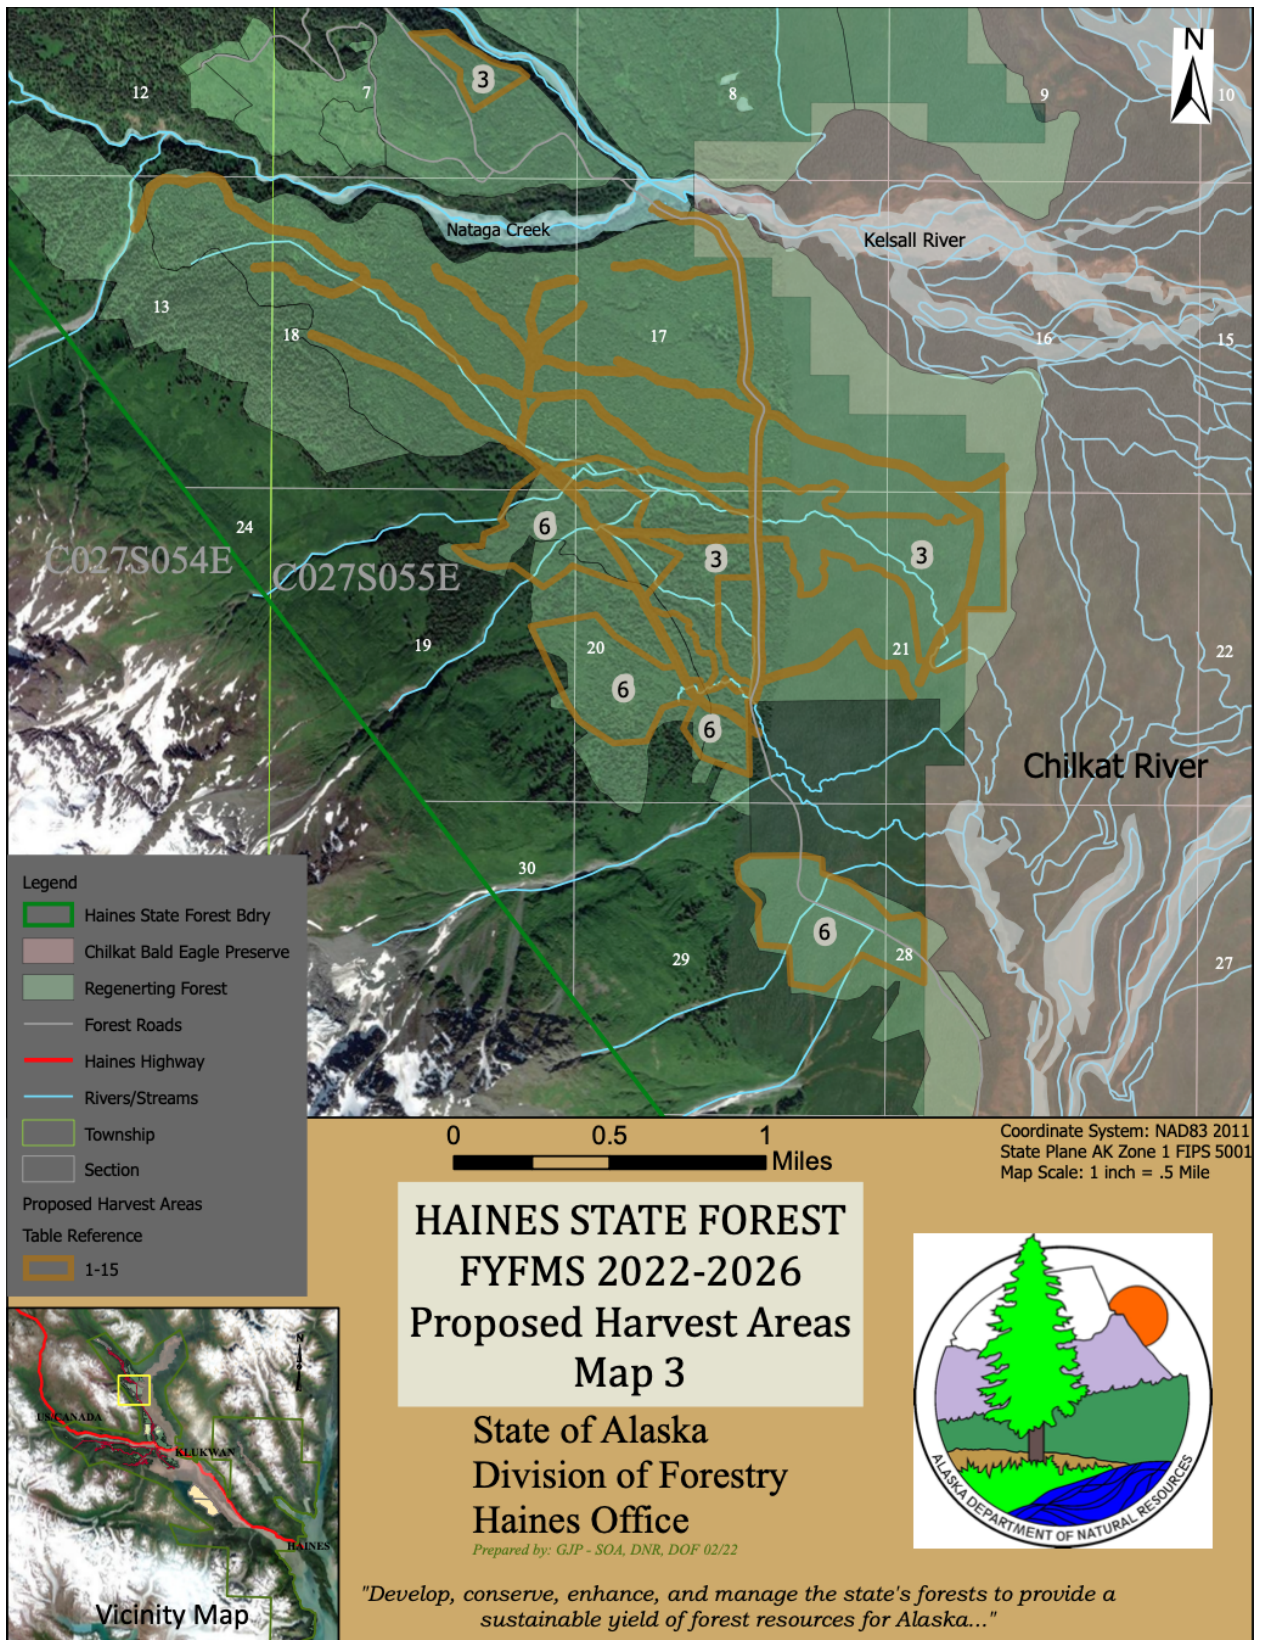 N
12
7
3
8
9
10
Nataga Creek
Kelsall River
13
18
17
16
15
24
6
3
3
C027S054E
C027S055E
19
20
21
22
6
6
Chilkat River
30
29
6
28
27
Legend
Haines State Forest Bdry
Chilkat Bald Eagle Preserve
Regenerting Forest
Forest Roads
Haines Highway
Rivers/Streams
Township
Section
Proposed Harvest Areas
Table Reference
1-15
0 0.5 1
Miles
Coordinate System: NAD83 2011
State Plane AK Zone 1 FIPS 5001
Map Scale: 1 inch = .5 Mile
HAINES STATE FOREST
FYFMS 2022-2026
Proposed Harvest Areas
Map 3
State of Alaska
Division of Forestry
Haines Office
Prepared by: GJP - SOA, DNR, DOF 02/22
ALASKA DEPARTMENT OF NATURAL RESOURCES
N
US/CANADA
KLUKWAN
HAINES
Vicinity Map
"Develop, conserve, enhance, and manage the state's forests to provide a
sustainable yield of forest resources for Alaska..."